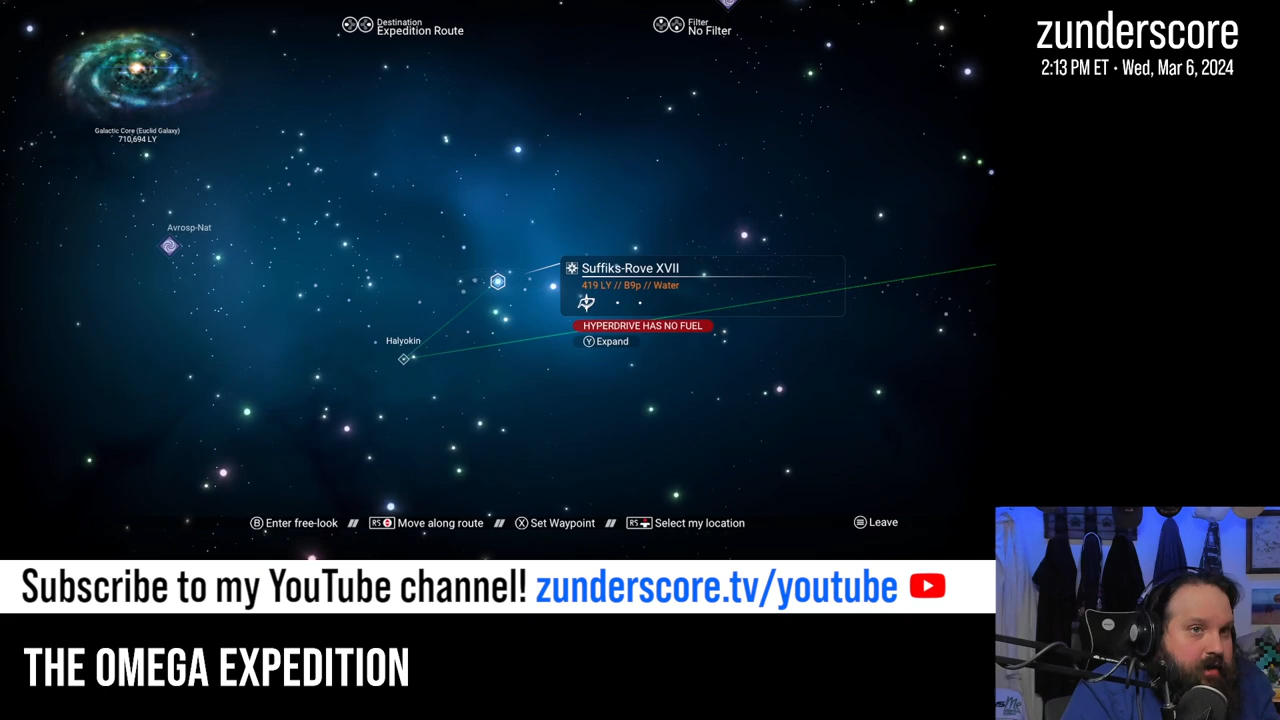 Destination
Expedition Route
Filter
No Filter
zunderscore
2:13 PM ET • Wed, Mar 6, 2024
Galactic Core (Euclid Galaxy)
710,694 LY
Avrosp-Nat
Suffiks-Rove XVII
419 LY // B9p // Water
HYPERDRIVE HAS NO FUEL
Y Expand
Halyokin
B Enter free-look // RS Move along route // X Set Waypoint // RS Select my location
Leave
Subscribe to my YouTube channel! zunderscore.tv/youtube
THE OMEGA EXPEDITION